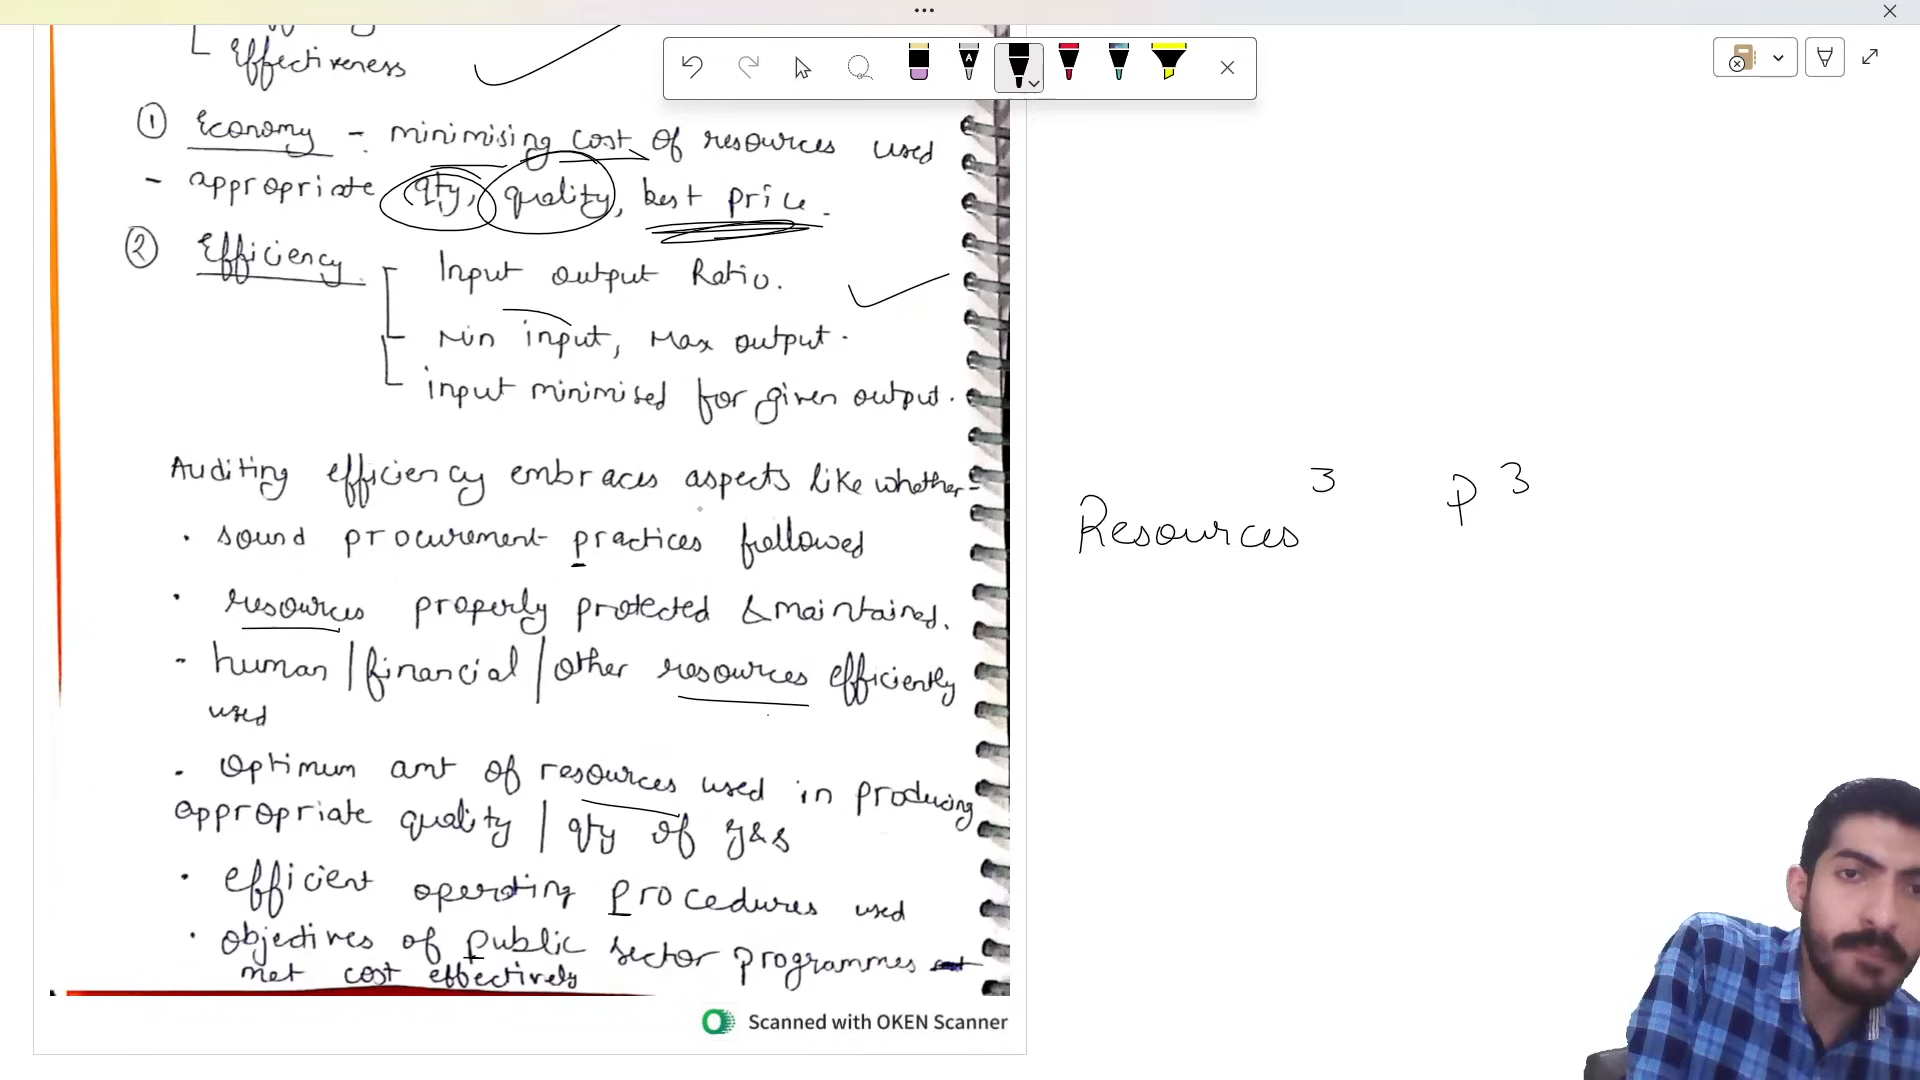 Effectiveness
① Economy - minimising cost of resources used
- appropriate qty, quality, best price.
② Efficiency
Input output Ratio.
Min input, Max output.
input minimised for given output.
Auditing efficiency embraces aspects like whether-
• sound procurement practices followed
• resources properly protected & maintained.
- human / financial / other resources efficiently
used
. Optimum amt of resources used in producing
appropriate quality / qty of g&s
• efficient operating procedures used
• objectives of public sector programmes
met cost effectively
Resources³ P³
Scanned with OKEN Scanner